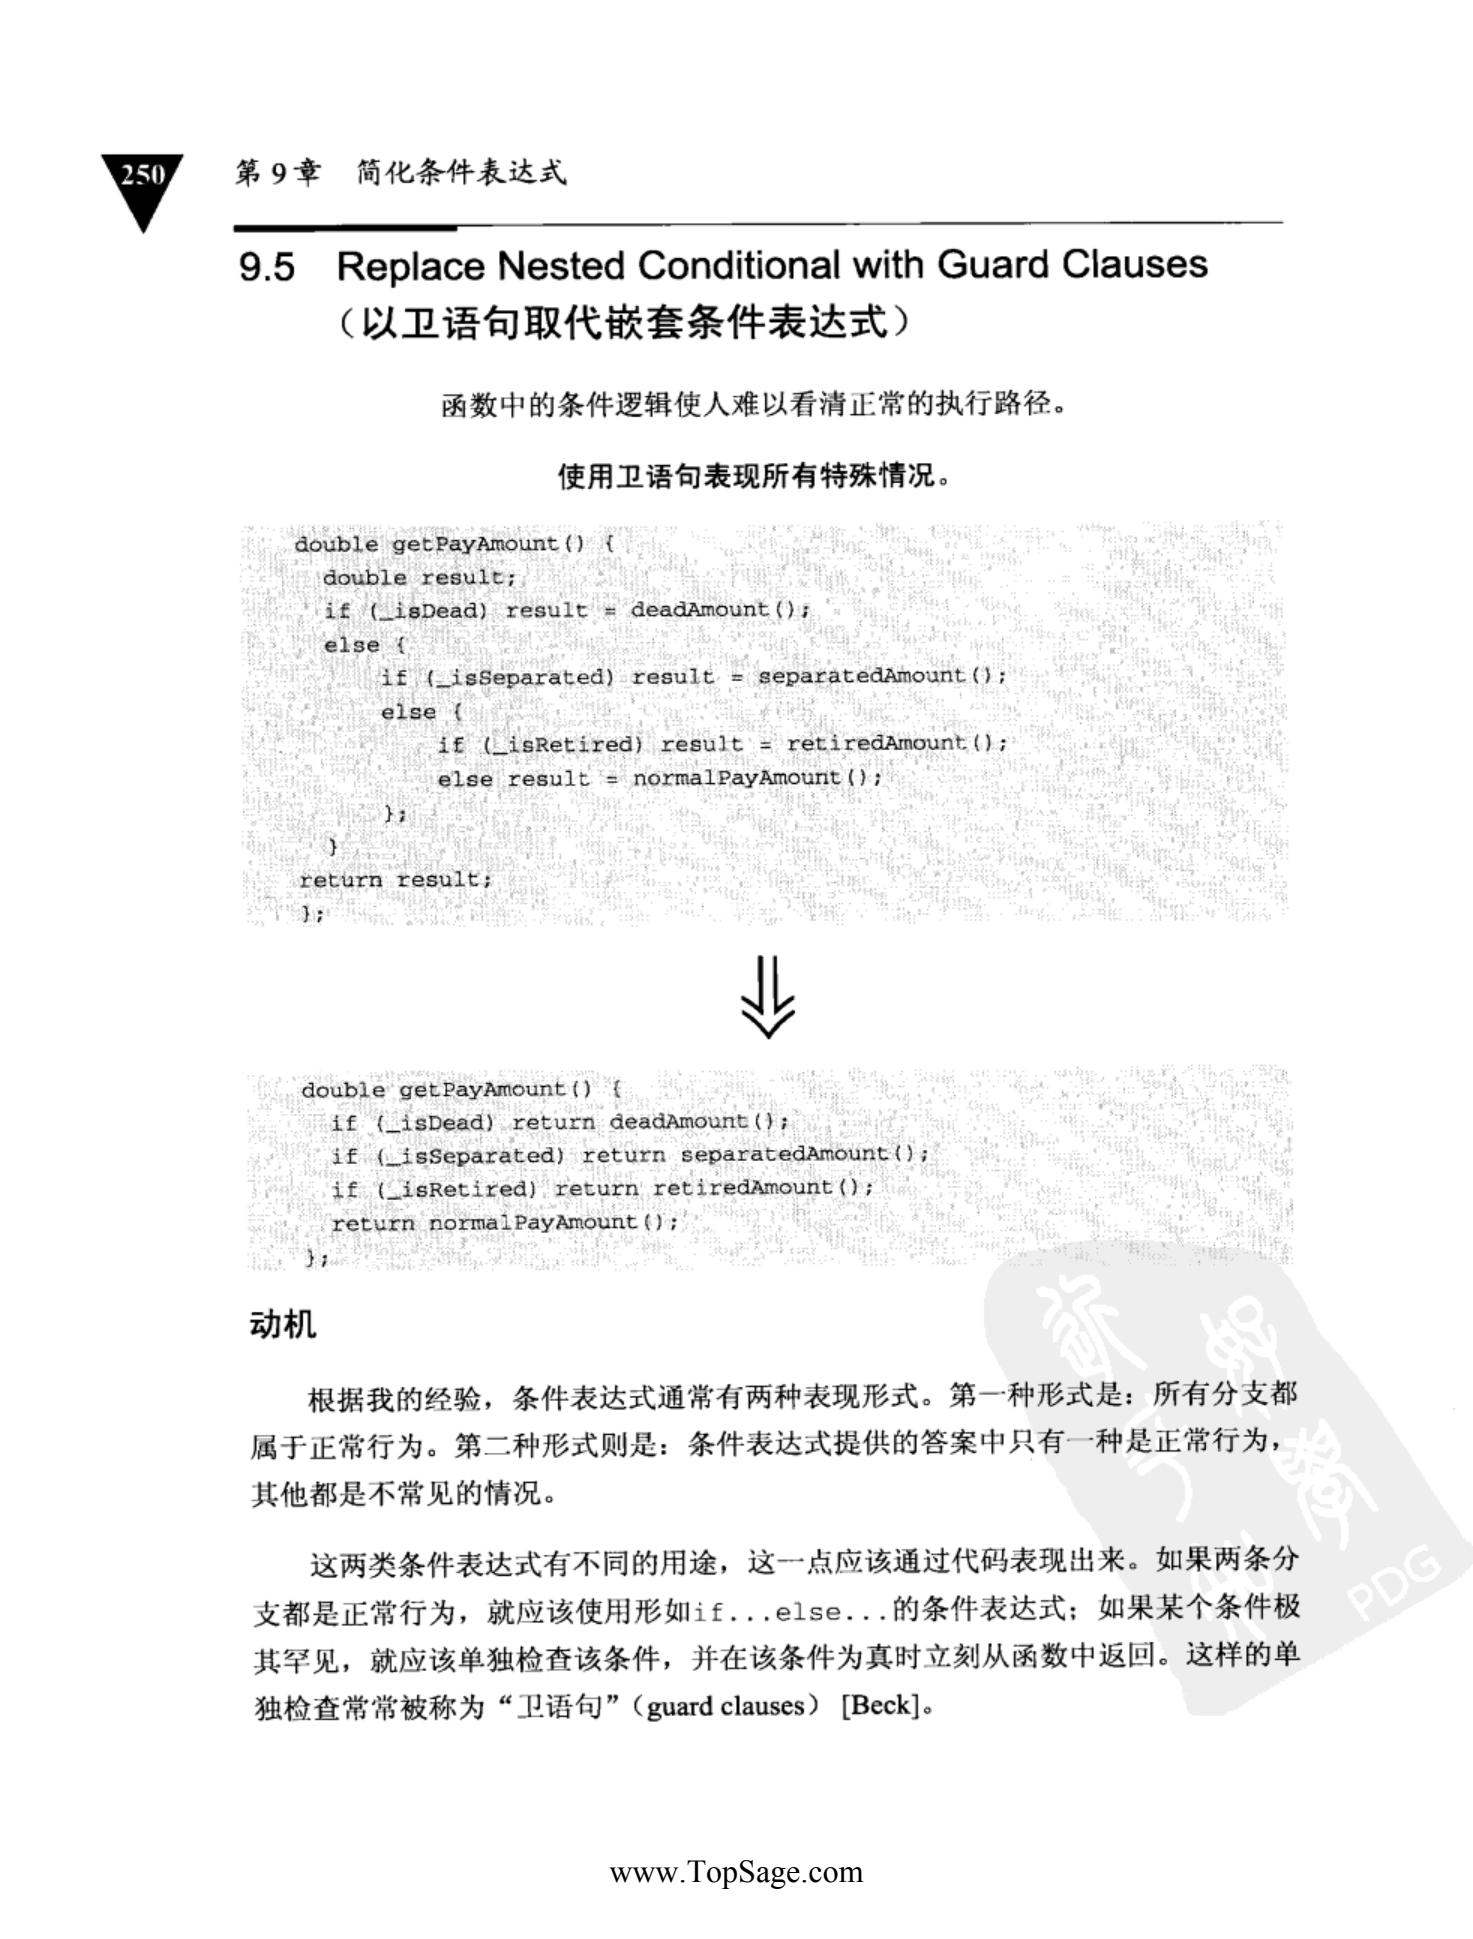 250
第 9 章 简化条件表达式
9.5 Replace Nested Conditional with Guard Clauses
（以卫语句取代嵌套条件表达式）
函数中的条件逻辑使人难以看清正常的执行路径。
使用卫语句表现所有特殊情况。
double getPayAmount() {
double result;
if (_isDead) result = deadAmount();
else {
if (_isSeparated) result = separatedAmount();
else {
if (_isRetired) result = retiredAmount();
else result = normalPayAmount();
};
}
return result;
};
double getPayAmount() {
if (_isDead) return deadAmount();
if (_isSeparated) return separatedAmount();
if (_isRetired) return retiredAmount();
return normalPayAmount();
};
动机
根据我的经验，条件表达式通常有两种表现形式。第一种形式是：所有分支都
属于正常行为。第二种形式则是：条件表达式提供的答案中只有一种是正常行为，
其他都是不常见的情况。
这两类条件表达式有不同的用途，这一点应该通过代码表现出来。如果两条分
支都是正常行为，就应该使用形如if...else...的条件表达式；如果某个条件极
其罕见，就应该单独检查该条件，并在该条件为真时立刻从函数中返回。这样的单
独检查常常被称为“卫语句”（guard clauses） [Beck]。
PDG
www.TopSage.com